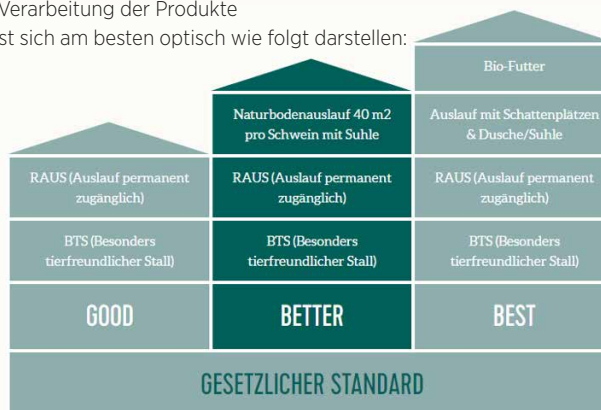 Verarbeitung der Produkte
st sich am besten optisch wie folgt darstellen:
Bio-Futter
Naturbodenauslauf 40 m2
pro Schwein mit Suhle
Auslauf mit Schattenplätzen
& Dusche/Suhle
RAUS (Auslauf permanent
zugänglich)
RAUS (Auslauf permanent
zugänglich)
RAUS (Auslauf permanent
zugänglich)
BTS (Besonders
tierfreundlicher Stall)
BTS (Besonders
tierfreundlicher Stall)
BTS (Besonders
tierfreundlicher Stall)
GOOD
BETTER
BEST
GESETZLICHER STANDARD